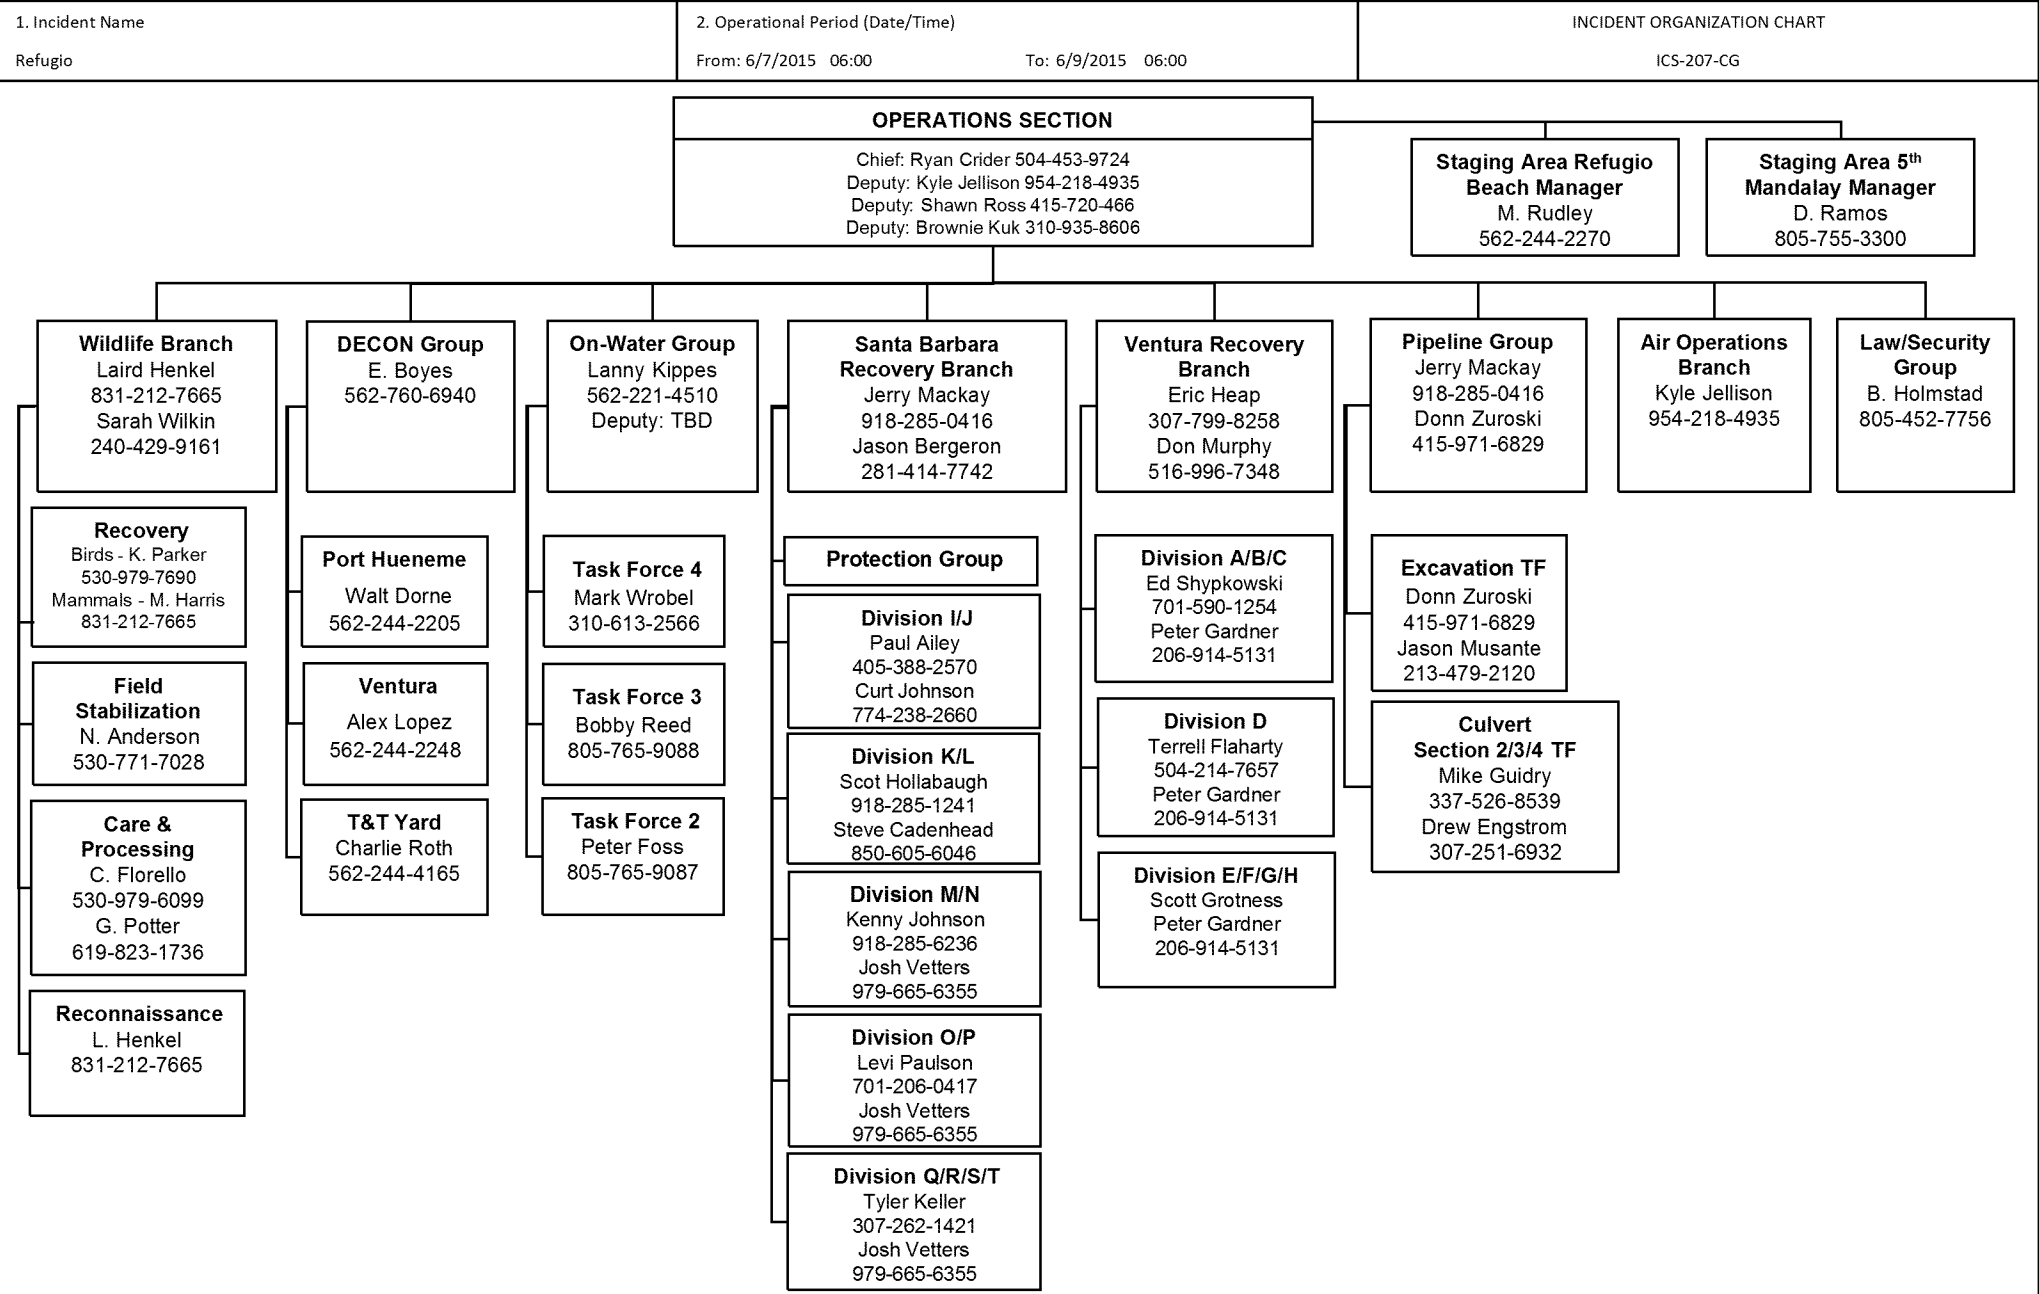 1. Incident Name
Refugio
2. Operational Period (Date/Time)
From: 6/7/2015 06:00 To: 6/9/2015 06:00
INCIDENT ORGANIZATION CHART
ICS-207-CG
OPERATIONS SECTION
Chief: Ryan Crider 504-453-9724
Deputy: Kyle Jellison 954-218-4935
Deputy: Shawn Ross 415-720-466
Deputy: Brownie Kuk 310-935-8606
Staging Area Refugio
Beach Manager
M. Rudley
562-244-2270
Staging Area 5th
Mandalay Manager
D. Ramos
805-755-3300
Wildlife Branch
Laird Henkel
831-212-7665
Sarah Wilkin
240-429-9161
Recovery
Birds - K. Parker
530-979-7690
Mammals - M. Harris
831-212-7665
Field
Stabilization
N. Anderson
530-771-7028
Care &
Processing
C. Florello
530-979-6099
G. Potter
619-823-1736
Reconnaissance
L. Henkel
831-212-7665
DECON Group
E. Boyes
562-760-6940
Port Hueneme
Walt Dorne
562-244-2205
Ventura
Alex Lopez
562-244-2248
T&T Yard
Charlie Roth
562-244-4165
On-Water Group
Lanny Kippes
562-221-4510
Deputy: TBD
Task Force 4
Mark Wrobel
310-613-2566
Task Force 3
Bobby Reed
805-765-9088
Task Force 2
Peter Foss
805-765-9087
Santa Barbara
Recovery Branch
Jerry Mackay
918-285-0416
Jason Bergeron
281-414-7742
Protection Group
Division I/J
Paul Ailey
405-388-2570
Curt Johnson
774-238-2660
Division K/L
Scot Hollabaugh
918-285-1241
Steve Cadenhead
850-605-6046
Division M/N
Kenny Johnson
918-285-6236
Josh Vetters
979-665-6355
Division O/P
Levi Paulson
701-206-0417
Josh Vetters
979-665-6355
Division Q/R/S/T
Tyler Keller
307-262-1421
Josh Vetters
979-665-6355
Ventura Recovery
Branch
Eric Heap
307-799-8258
Don Murphy
516-996-7348
Division A/B/C
Ed Shypkowski
701-590-1254
Peter Gardner
206-914-5131
Division D
Terrell Flaharty
504-214-7657
Peter Gardner
206-914-5131
Division E/F/G/H
Scott Grotness
Peter Gardner
206-914-5131
Pipeline Group
Jerry Mackay
918-285-0416
Donn Zuroski
415-971-6829
Excavation TF
Donn Zuroski
415-971-6829
Jason Musante
213-479-2120
Culvert
Section 2/3/4 TF
Mike Guidry
337-526-8539
Drew Engstrom
307-251-6932
Air Operations
Branch
Kyle Jellison
954-218-4935
Law/Security
Group
B. Holmstad
805-452-7756